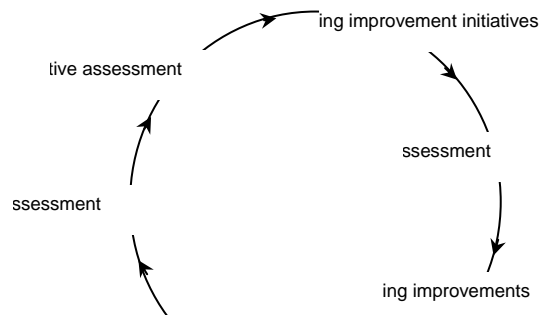 ing improvement initiatives
tive assessment
ssessment
ssessment
ing improvements